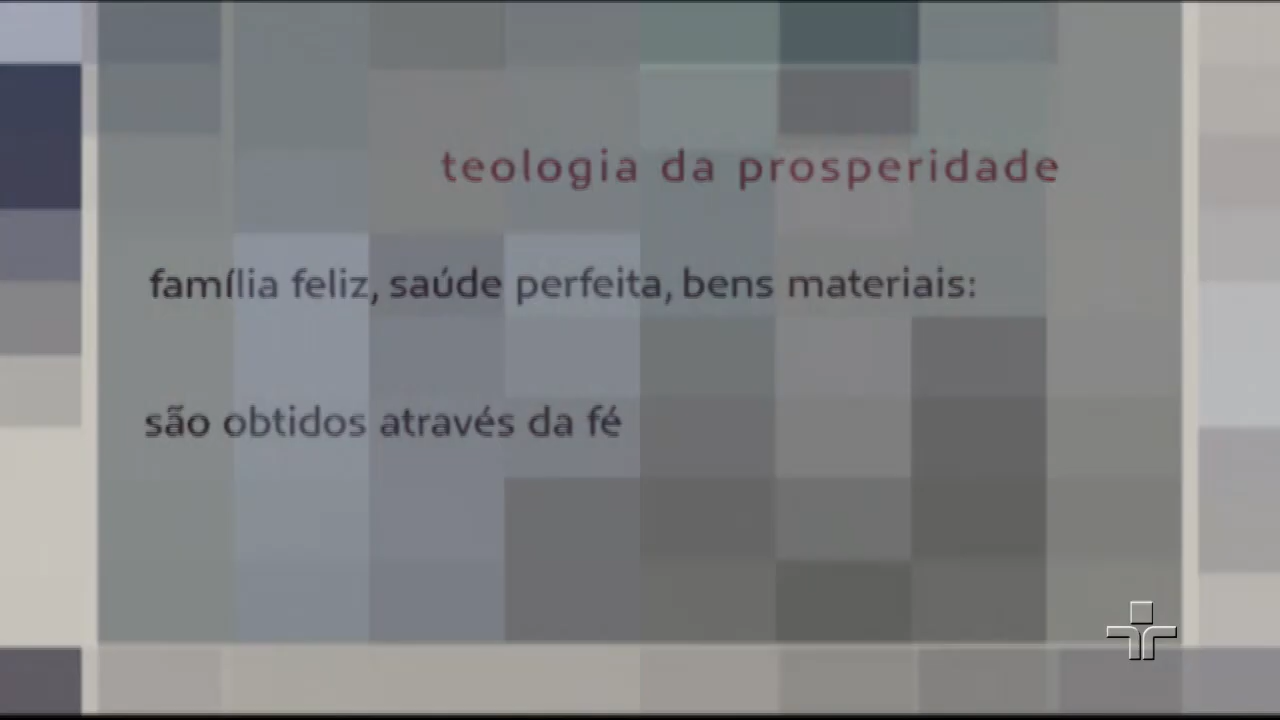 teologia da prosperidade
família feliz, saúde perfeita, bens materiais:
são obtidos através da fé